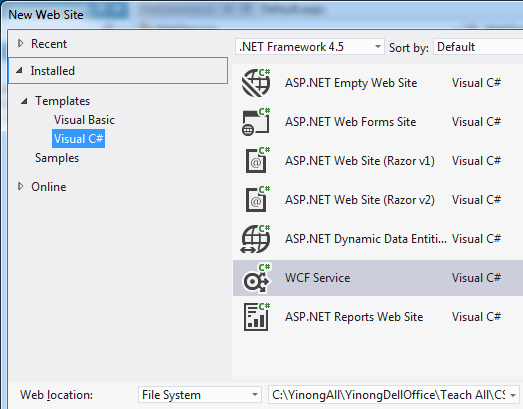 New Web Site
Recent
Installed
Templates
Visual Basic
Visual C#
Samples
Online
.NET Framework 4.5 Sort by: Default
C# ASP.NET Empty Web Site Visual C#
C# ASP.NET Web Forms Site Visual C#
C# @ ASP.NET Web Site (Razor v1) Visual C#
C# @ ASP.NET Web Site (Razor v2) Visual C#
C# ASP.NET Dynamic Data Entiti... Visual C#
C# WCF Service Visual C#
C# ASP.NET Reports Web Site Visual C#
Web location: File System C:\YinongAll\YinongDellOffice\Teach All\CS